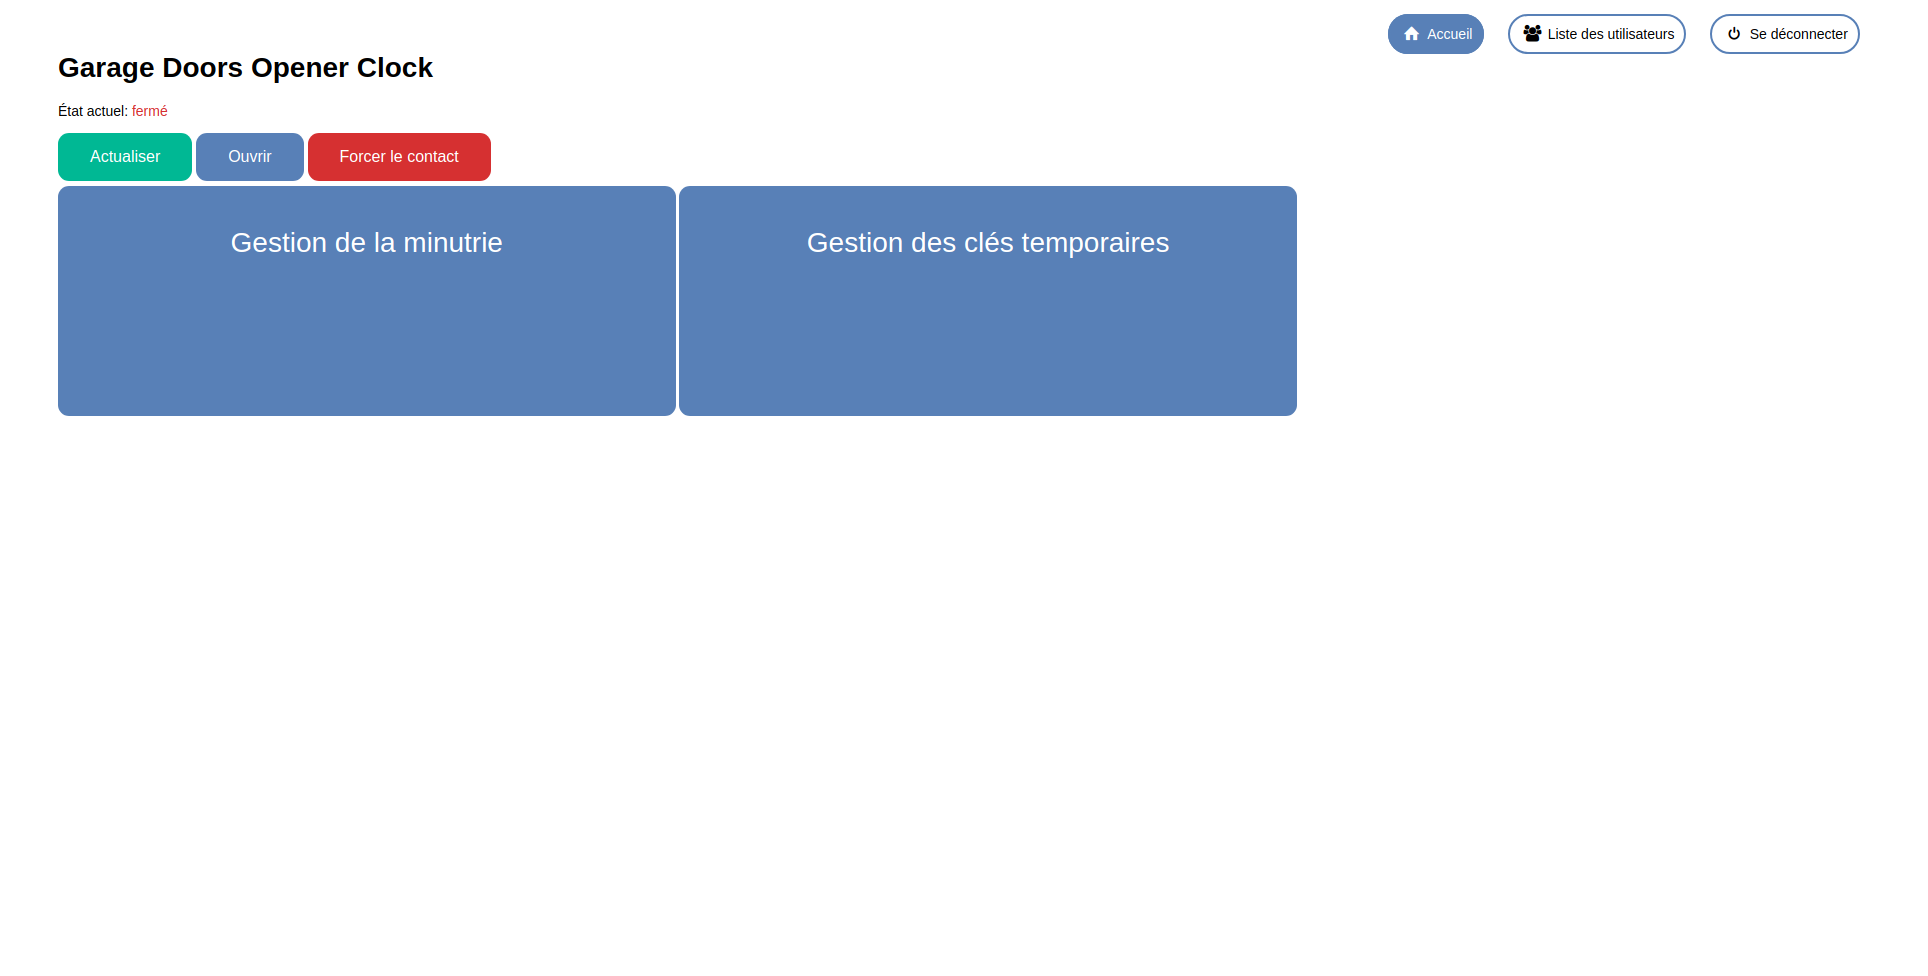 Accueil
Liste des utilisateurs
Se déconnecter
Garage Doors Opener Clock
État actuel: fermé
Actualiser
Ouvrir
Forcer le contact
Gestion de la minutrie
Gestion des clés temporaires